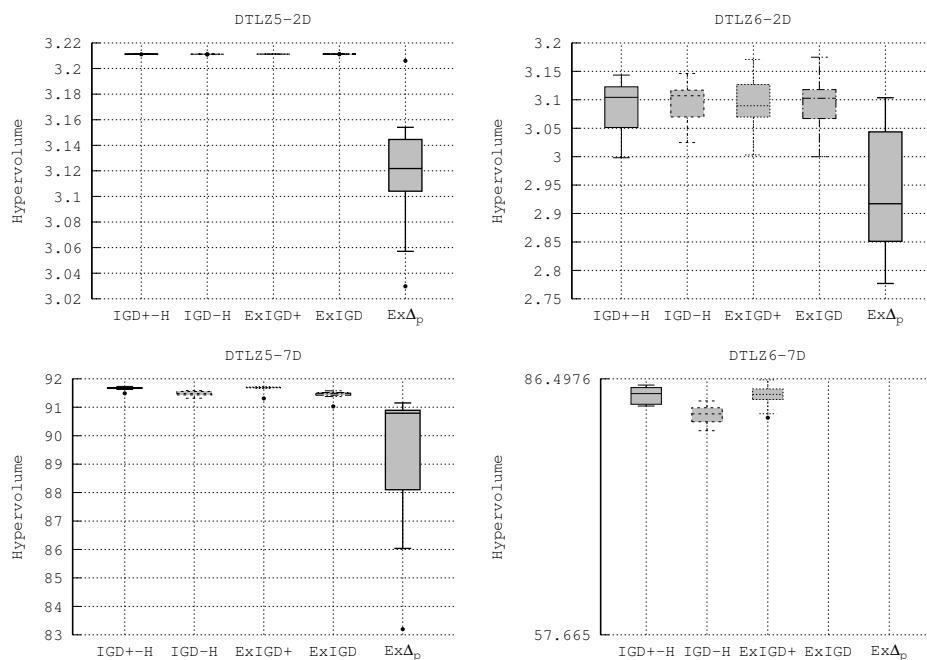 DTLZ5-2D
Hypervolume
3.22
3.2
3.18
3.16
3.14
3.12
3.1
3.08
3.06
3.04
3.02
IGD+-H IGD-H ExIGD+ ExIGD ExΔp
DTLZ6-2D
Hypervolume
3.2
3.15
3.1
3.05
3
2.95
2.9
2.85
2.8
2.75
IGD+-H IGD-H ExIGD+ ExIGD ExΔp
DTLZ5-7D
Hypervolume
92
91
90
89
88
87
86
85
84
83
IGD+-H IGD-H ExIGD+ ExIGD ExΔp
DTLZ6-7D
Hypervolume
86.4976
57.665
IGD+-H IGD-H ExIGD+ ExIGD ExΔp